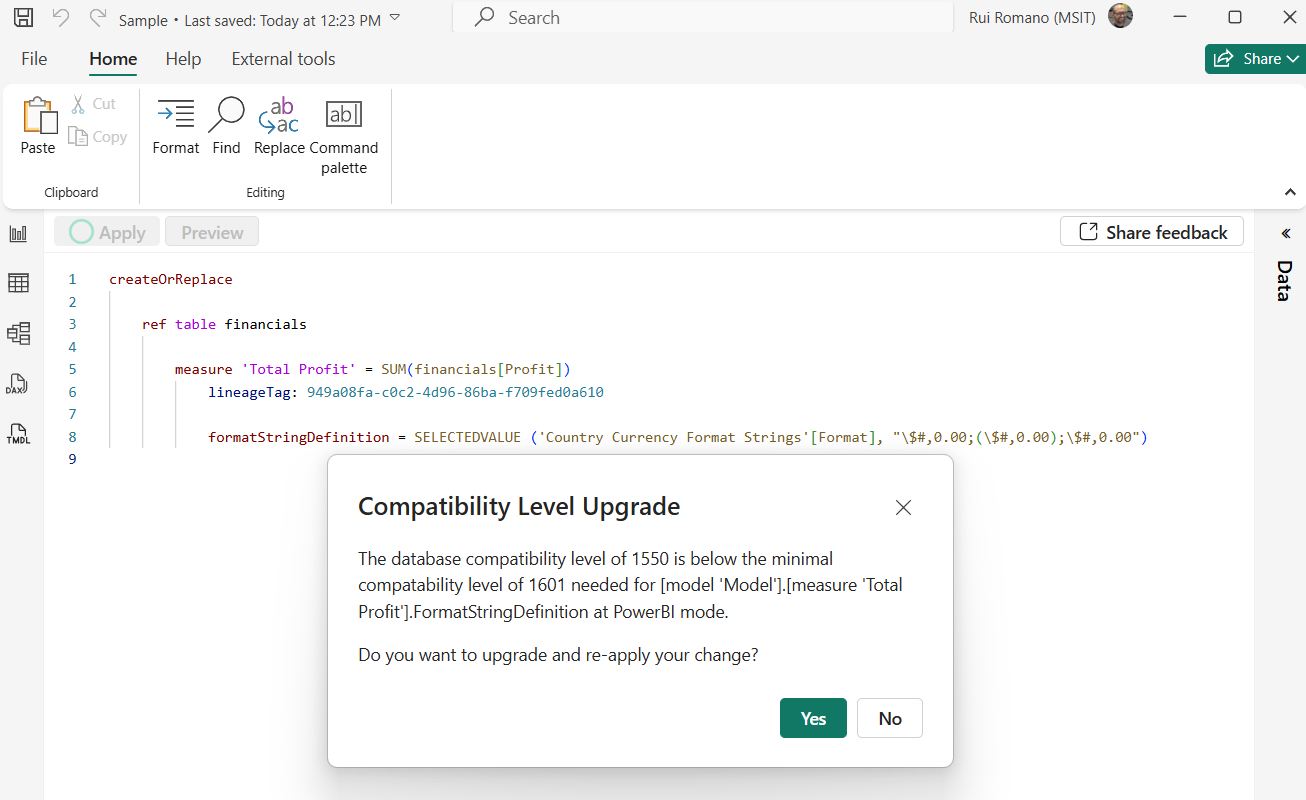 Sample • Last saved: Today at 12:23 PM
Search
Rui Romano (MSIT)
File
Home
Help
External tools
Share
Paste
Cut
Copy
Clipboard
Format
Find
Replace
Command
palette
Editing
Apply
Preview
Share feedback
Data
DAX
TMDL
1 createOrReplace
2
3 ref table financials
4
5 measure 'Total Profit' = SUM(financials[Profit])
6 lineageTag: 949a08fa-c0c2-4d96-86ba-f709fed0a610
7
8 formatStringDefinition = SELECTEDVALUE ('Country Currency Format Strings'[Format], "\$#,0.00;(\$#,0.00);\$#,0.00")
9
Compatibility Level Upgrade
The database compatibility level of 1550 is below the minimal
compatability level of 1601 needed for [model 'Model'].[measure 'Total
Profit'].FormatStringDefinition at PowerBI mode.
Do you want to upgrade and re-apply your change?
Yes
No